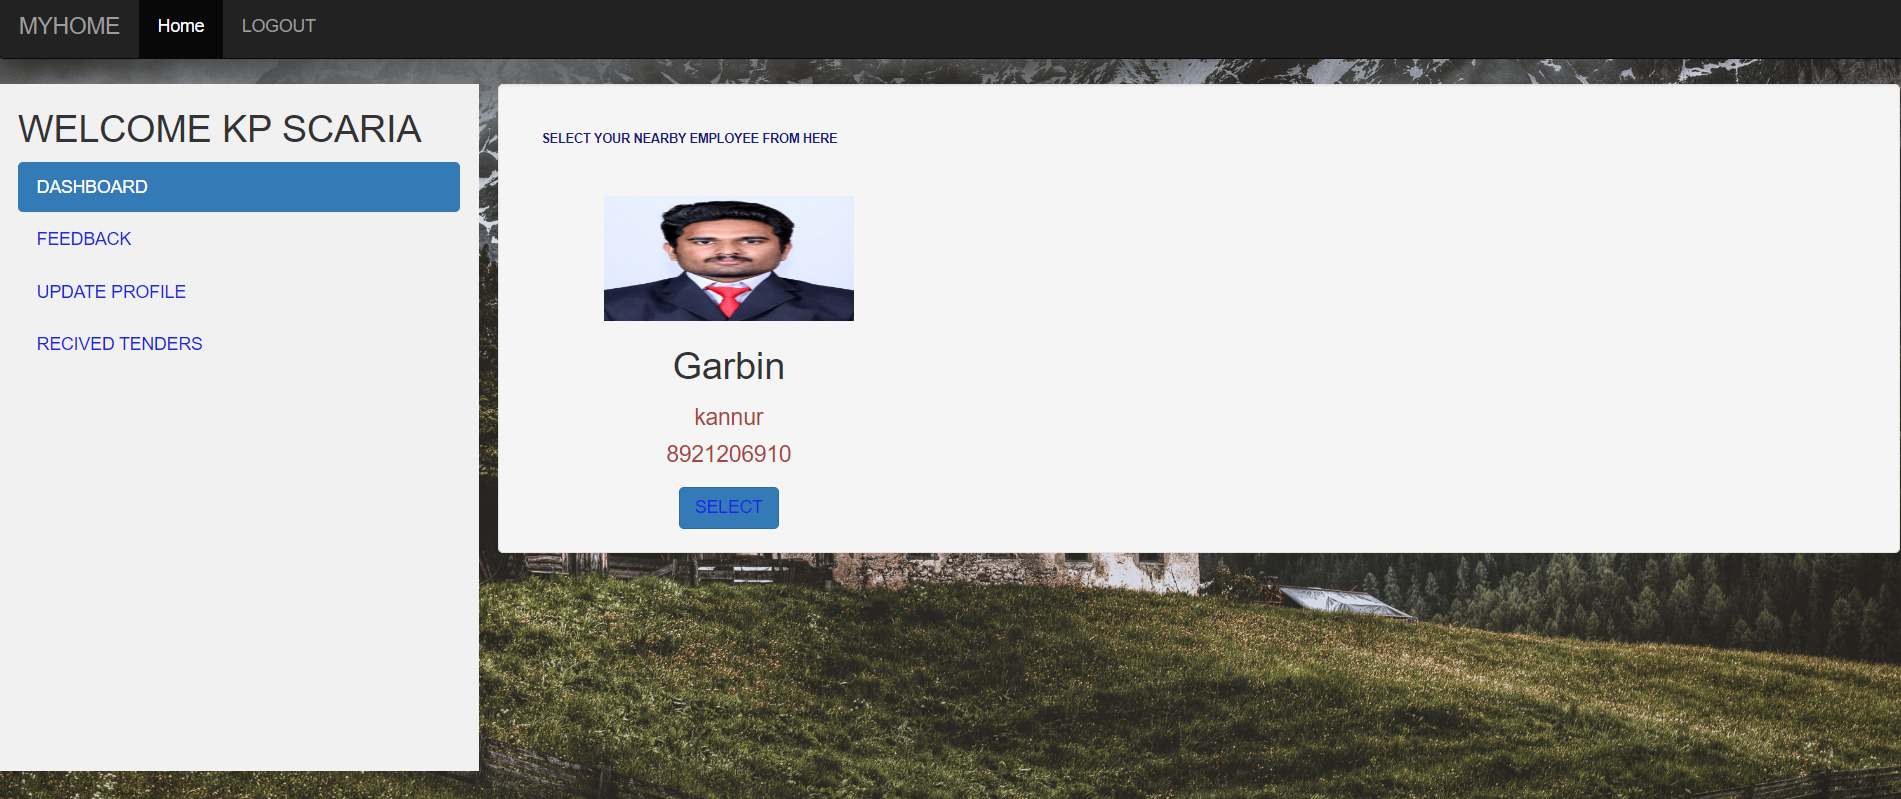 MYHOME Home LOGOUT
WELCOME KP SCARIA
DASHBOARD
FEEDBACK
UPDATE PROFILE
RECIVED TENDERS
SELECT YOUR NEARBY EMPLOYEE FROM HERE
Garbin
kannur
8921206910
SELECT